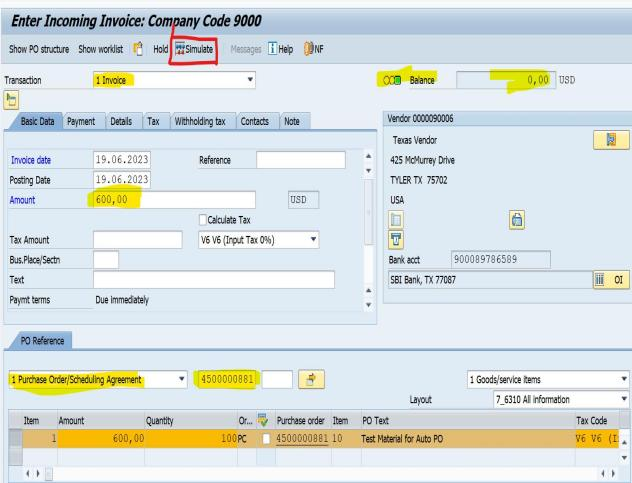 Enter Incoming Invoice: Company Code 9000
Show PO structure Show worklist Hold Simulate Messages Help NF
Transaction 1 Invoice Balance 0,00 USD
Basic Data Payment Details Tax Withholding tax Contacts Note
Vendor 0000090006
Texas Vendor
Invoice date 19.06.2023 Reference
425 McMurrey Drive
Posting Date 19.06.2023
TYLER TX 75702
Amount 600,00 USD
USA
Calculate Tax
Tax Amount V6 V6 (Input Tax 0%)
Bus.Place/Sectn
Bank acct 900089786589
Text
SBI Bank, TX 77087 OI
Paymt terms Due immediately
PO Reference
1 Purchase Order/Scheduling Agreement 4500000881 1 Goods/service items
Layout 7_6310 All information
Item Amount Quantity Or... Purchase order Item PO Text Tax Code
1 600,00 100 PC 4500000881 10 Test Material for Auto PO V6 V6 (I